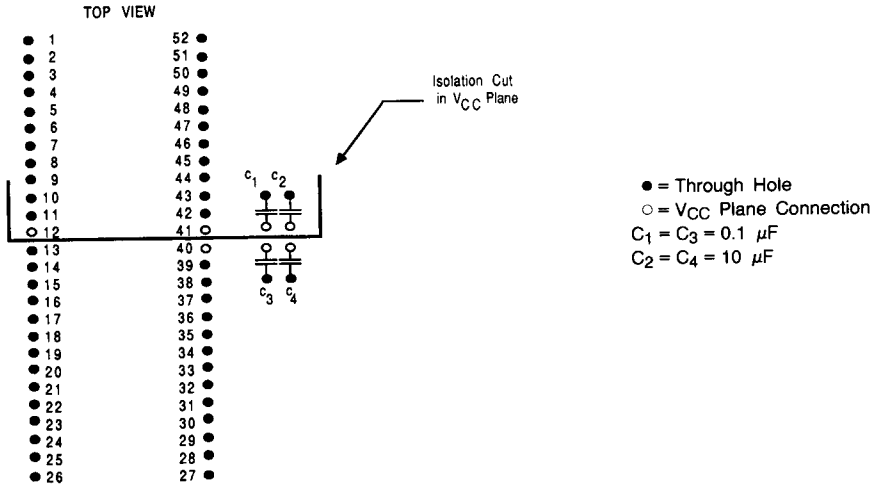 TOP VIEW
1 52
2 51
3 50
4 49
5 48
6 47
7 46
8 45
9 44
10 43
11 42
12 41
13 40
14 39
15 38
16 37
17 36
18 35
19 34
20 33
21 32
22 31
23 30
24 29
25 28
26 27
C1 C2
C3 C4
Isolation Cut
in VCC Plane
● = Through Hole
○ = VCC Plane Connection
C1 = C3 = 0.1 μF
C2 = C4 = 10 μF